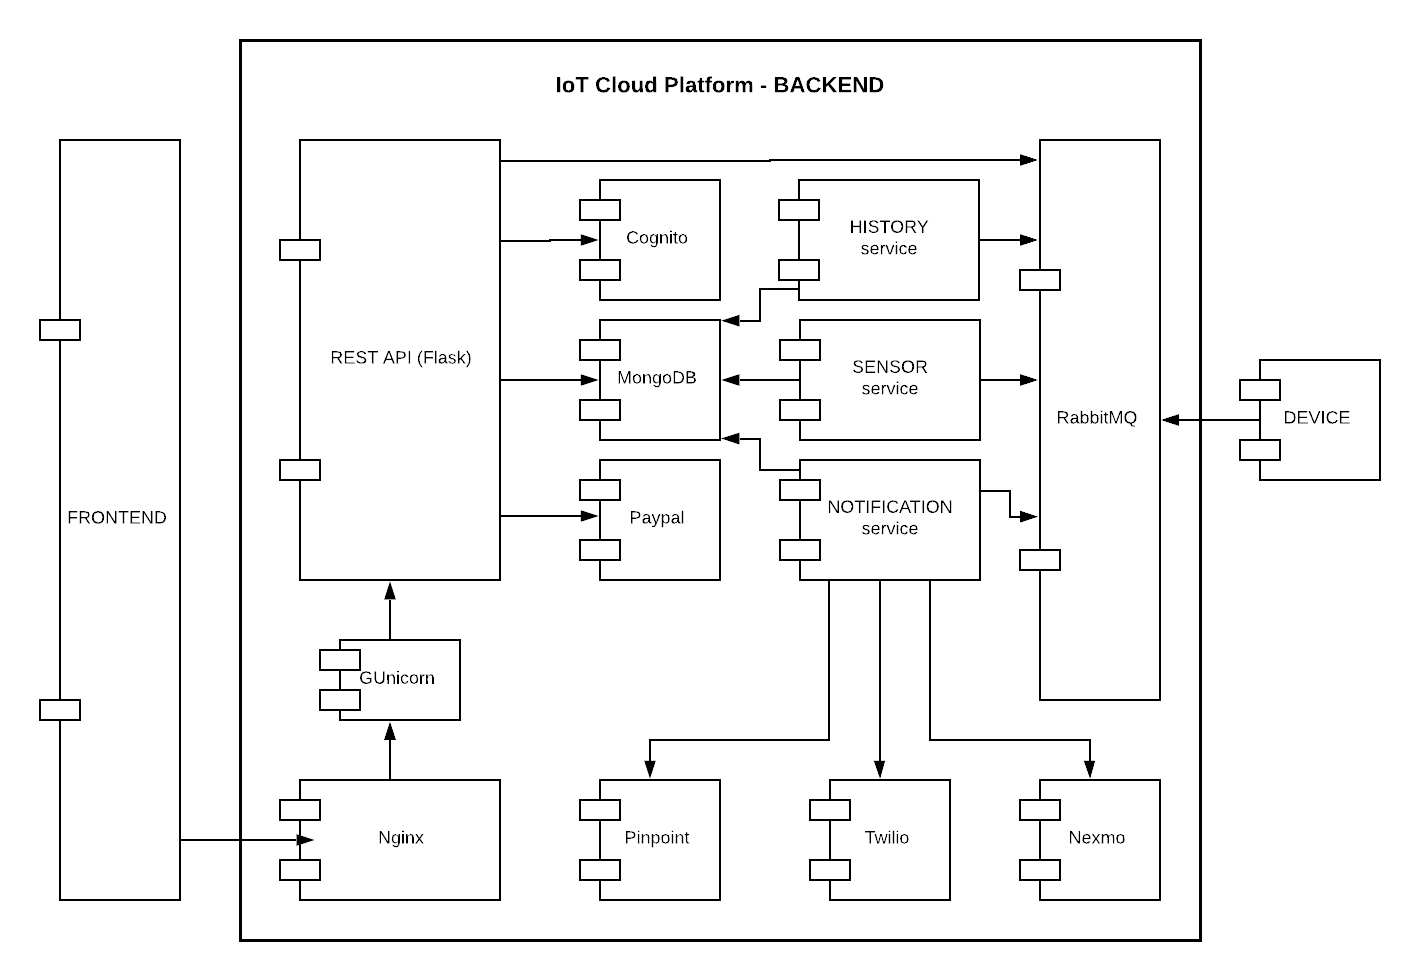 IoT Cloud Platform - BACKEND
FRONTEND
REST API (Flask)
Cognito
HISTORY
service
MongoDB
SENSOR
service
RabbitMQ
DEVICE
Paypal
NOTIFICATION
service
GUnicorn
Nginx
Pinpoint
Twilio
Nexmo